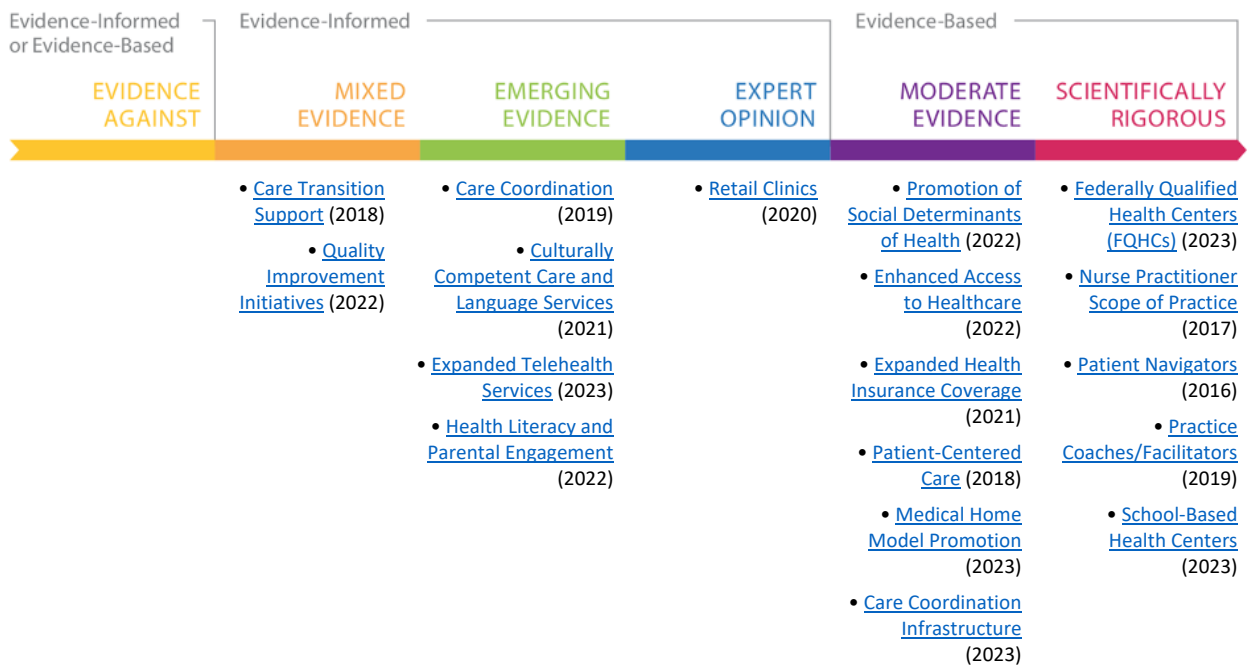 Evidence-Informed
or Evidence-Based
Evidence-Informed
Evidence-Based
EVIDENCE
AGAINST
MIXED
EVIDENCE
EMERGING
EVIDENCE
EXPERT
OPINION
MODERATE
EVIDENCE
SCIENTIFICALLY
RIGOROUS
• Care Transition
Support (2018)
• Quality
Improvement
Initiatives (2022)
• Care Coordination
(2019)
• Culturally
Competent Care and
Language Services
(2021)
• Expanded Telehealth
Services (2023)
• Health Literacy and
Parental Engagement
(2022)
• Retail Clinics
(2020)
• Promotion of
Social Determinants
of Health (2022)
• Enhanced Access
to Healthcare
(2022)
• Expanded Health
Insurance Coverage
(2021)
• Patient-Centered
Care (2018)
• Medical Home
Model Promotion
(2023)
• Care Coordination
Infrastructure
(2023)
• Federally Qualified
Health Centers
(FQHCs) (2023)
• Nurse Practitioner
Scope of Practice
(2017)
• Patient Navigators
(2016)
• Practice
Coaches/Facilitators
(2019)
• School-Based
Health Centers
(2023)